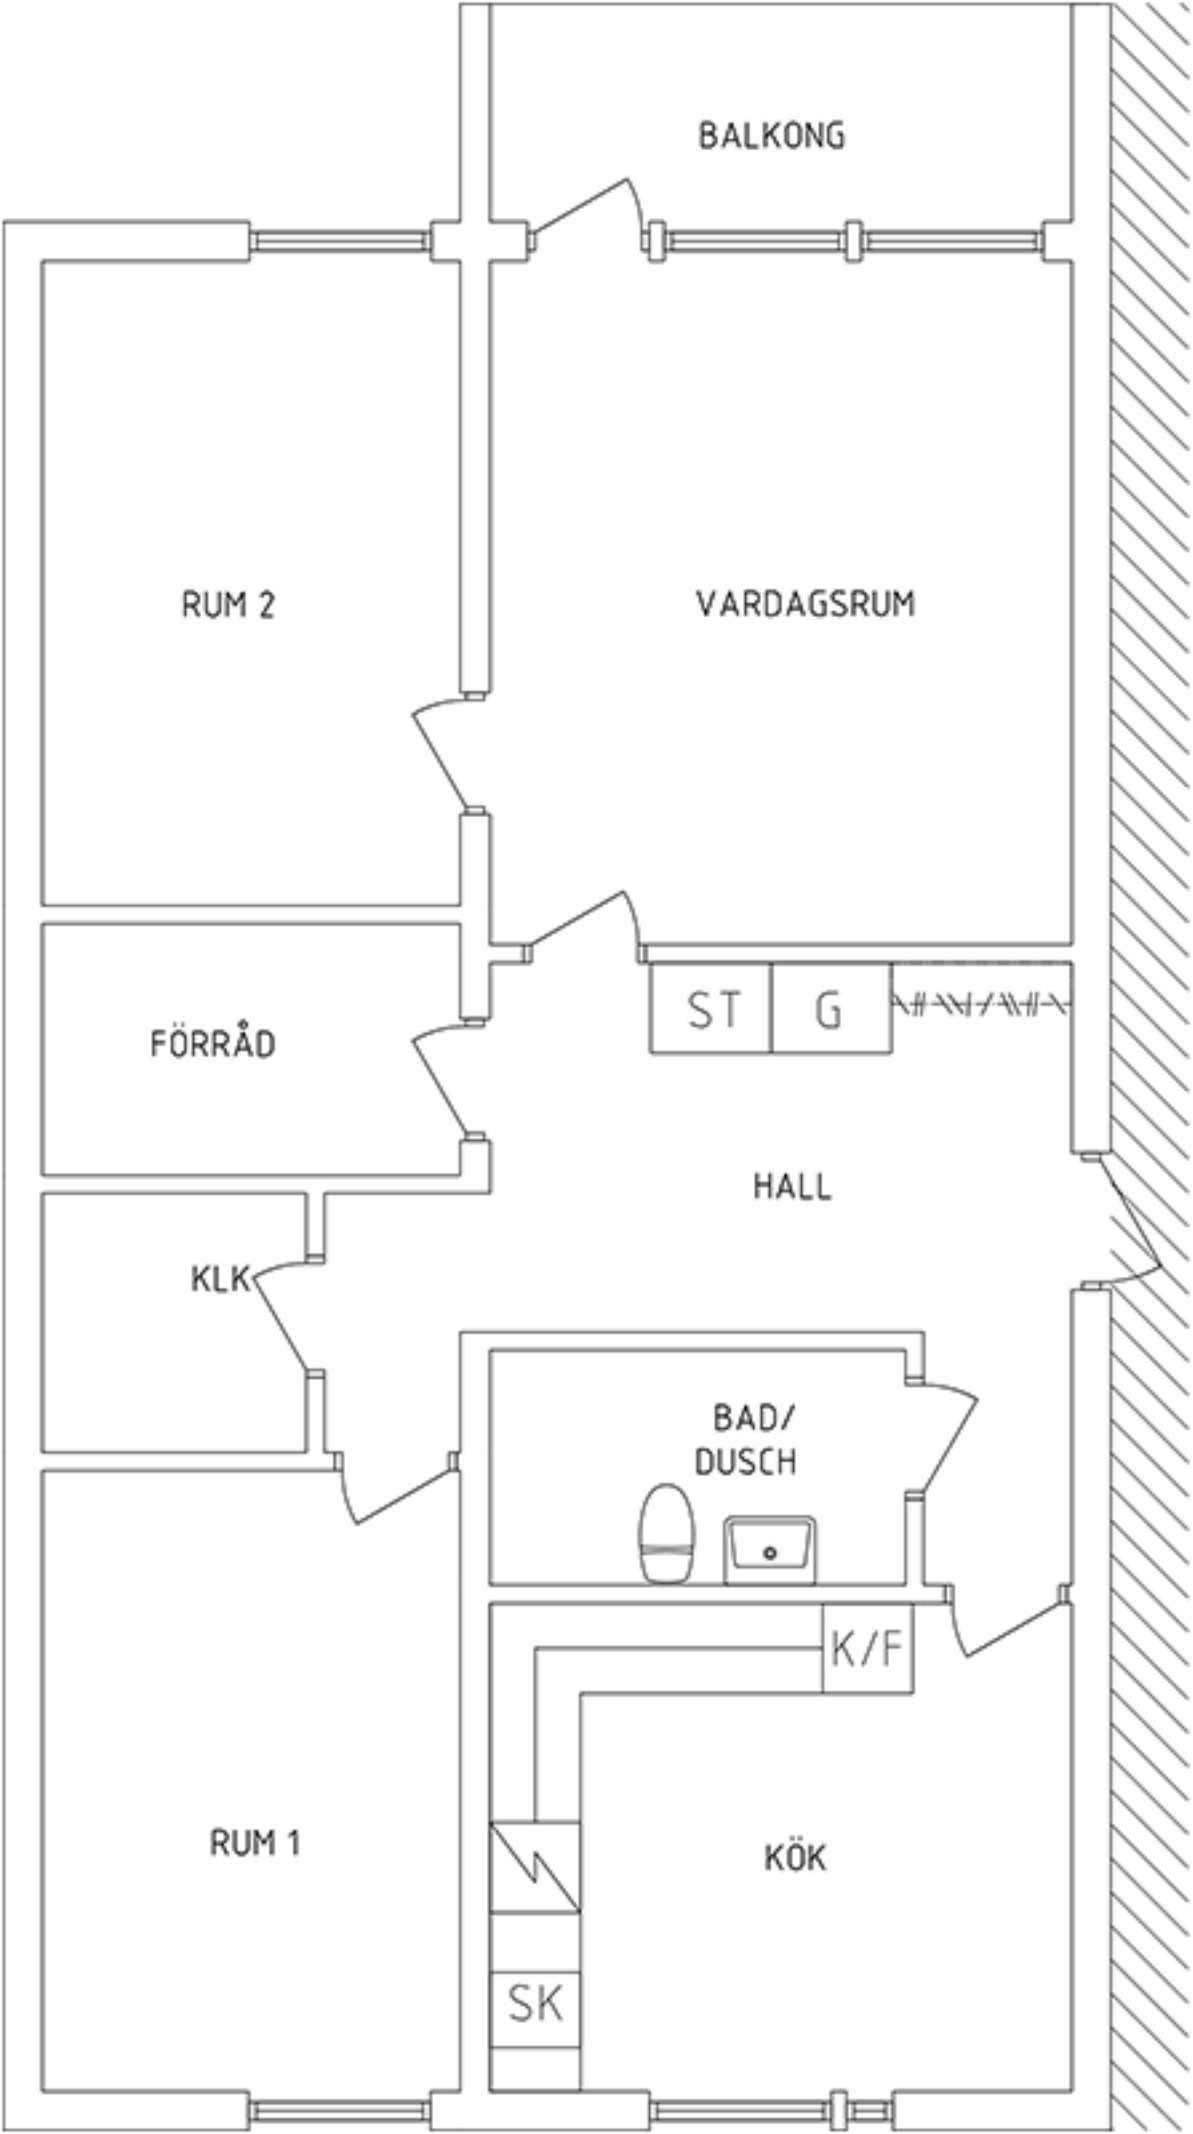 BALKONG
RUM 2
VARDAGSRUM
ST
G
FÖRRÅD
HALL
KLK
BAD/
DUSCH
K/F
RUM 1
KÖK
SK